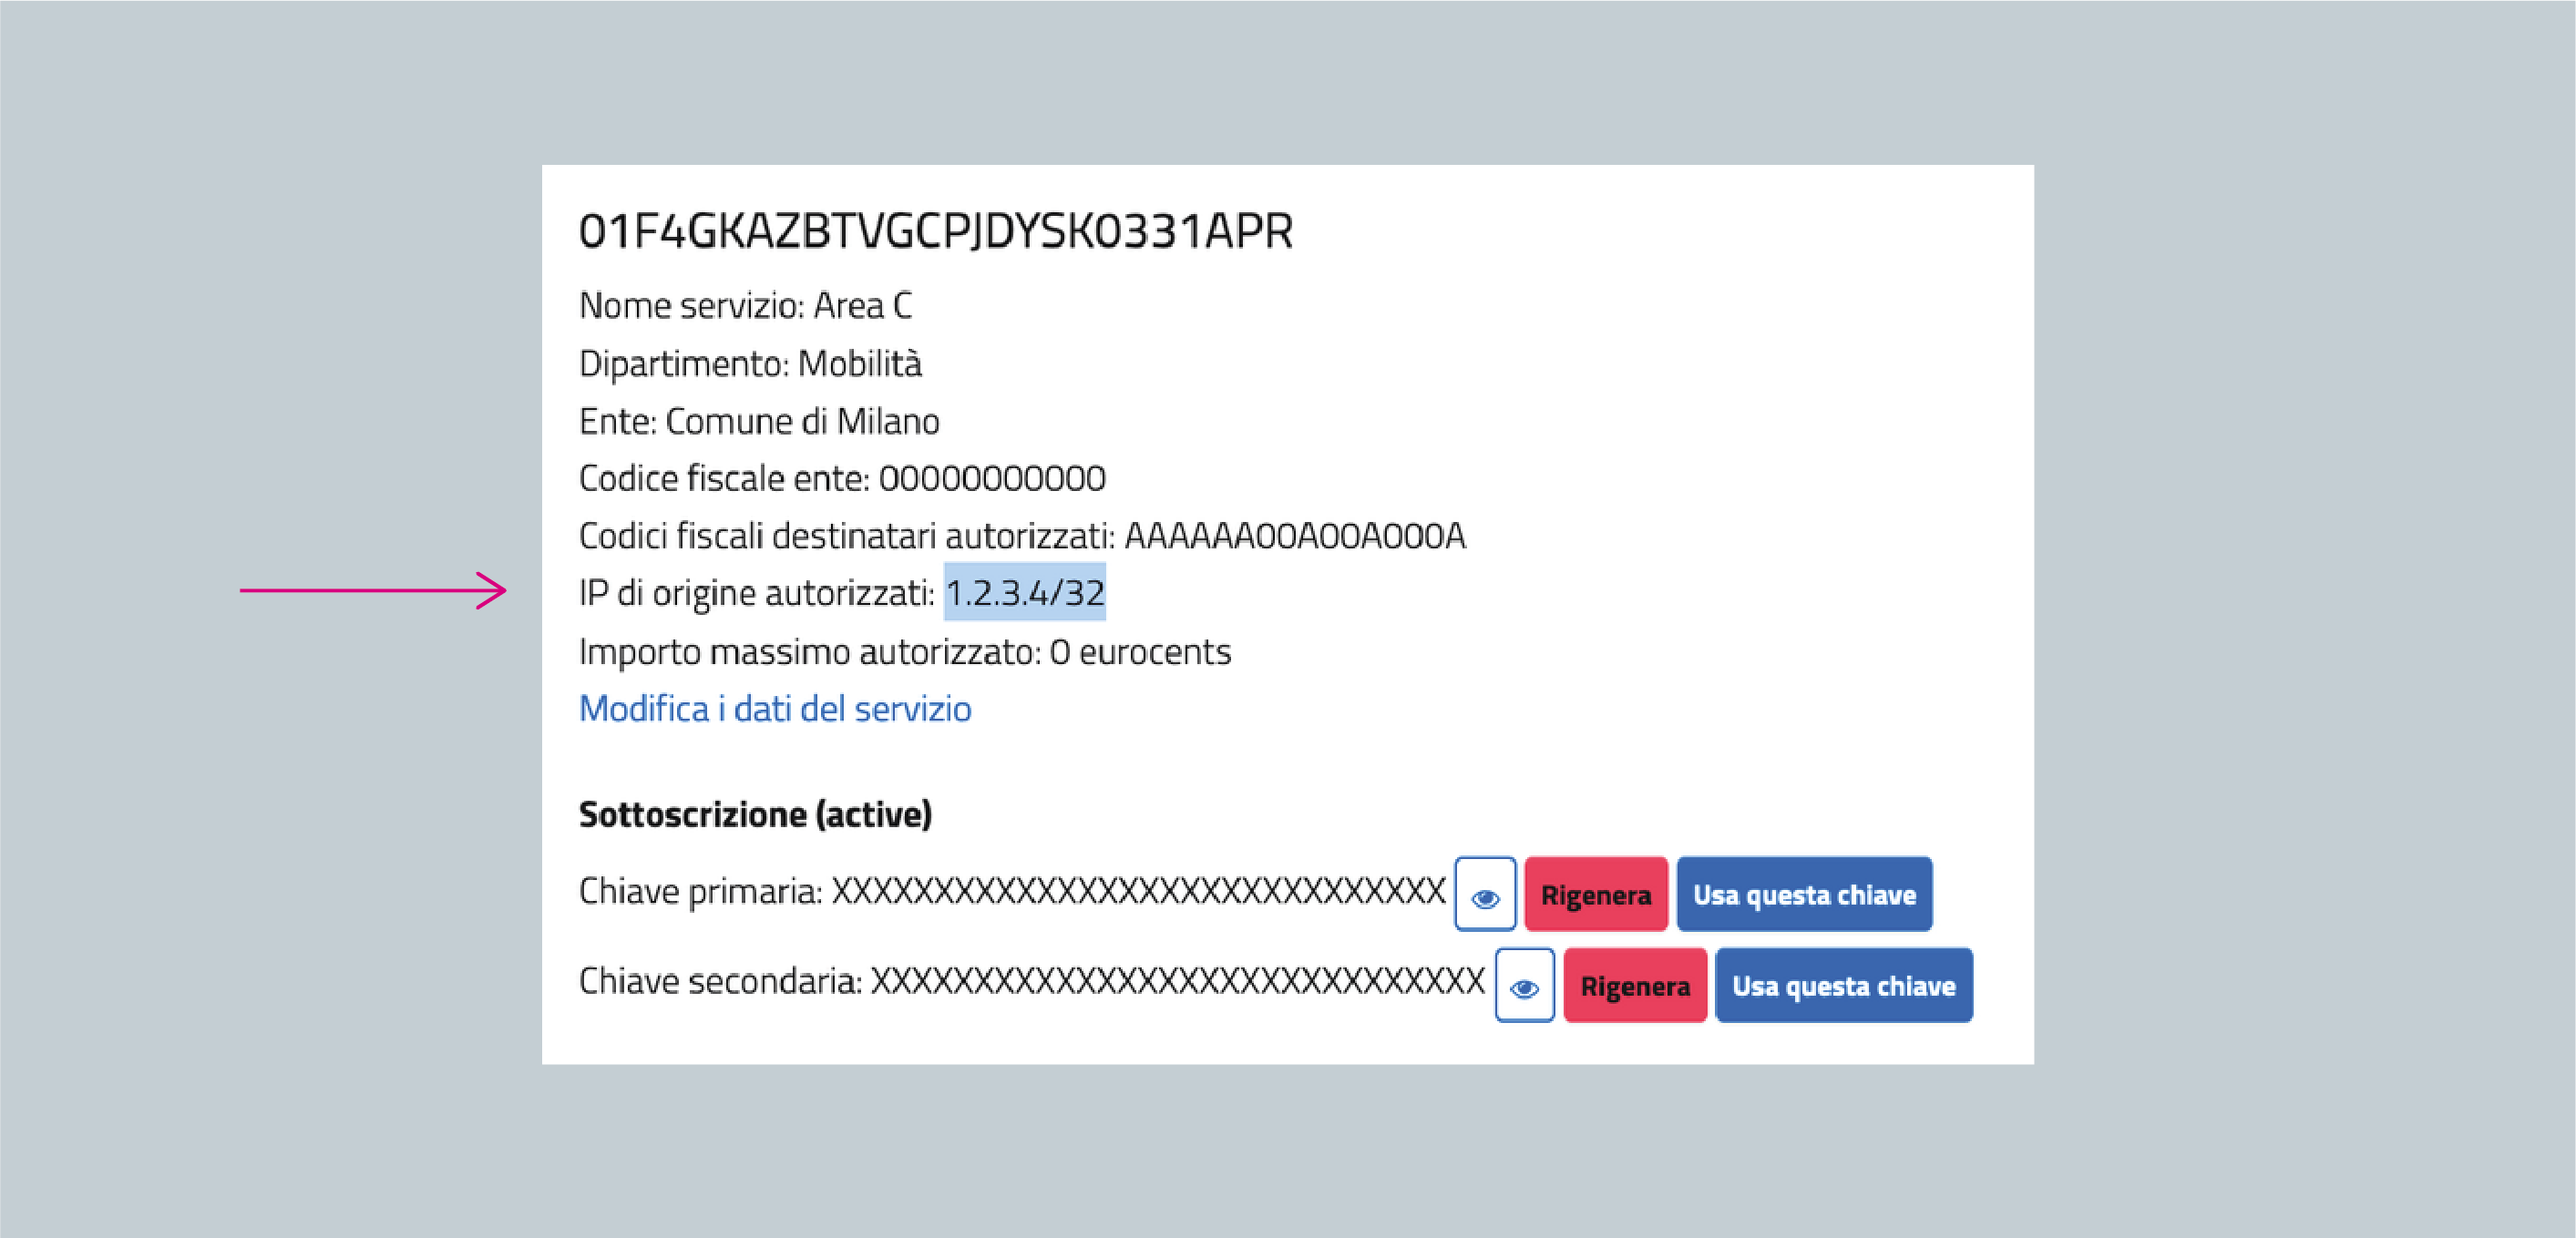 01F4GKAZBTVGCPJDYSK0331APR
Nome servizio: Area C
Dipartimento: Mobilità
Ente: Comune di Milano
Codice fiscale ente: 00000000000
Codici fiscali destinatari autorizzati: AAAAAA00A00A000A
IP di origine autorizzati: 1.2.3.4/32
Importo massimo autorizzato: 0 eurocents
Modifica i dati del servizio
Sottoscrizione (active)
Chiave primaria: XXXXXXXXXXXXXXXXXXXXXXXXXXXXXX Rigenera Usa questa chiave
Chiave secondaria: XXXXXXXXXXXXXXXXXXXXXXXXXXXXXX Rigenera Usa questa chiave